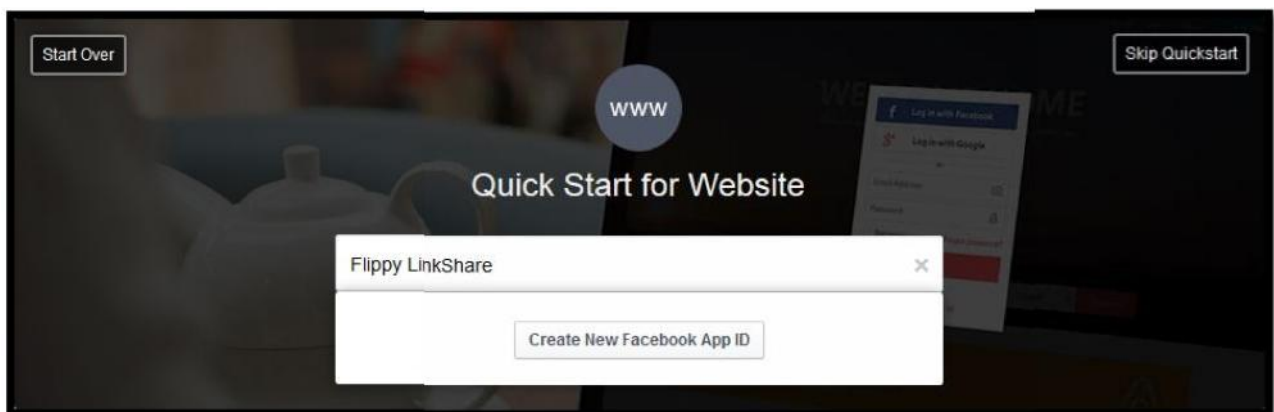 Start Over
Skip Quickstart
www
Quick Start for Website
Log in with Facebook
Log in with Google
Password
Flippy LinkShare
×
Create New Facebook App ID